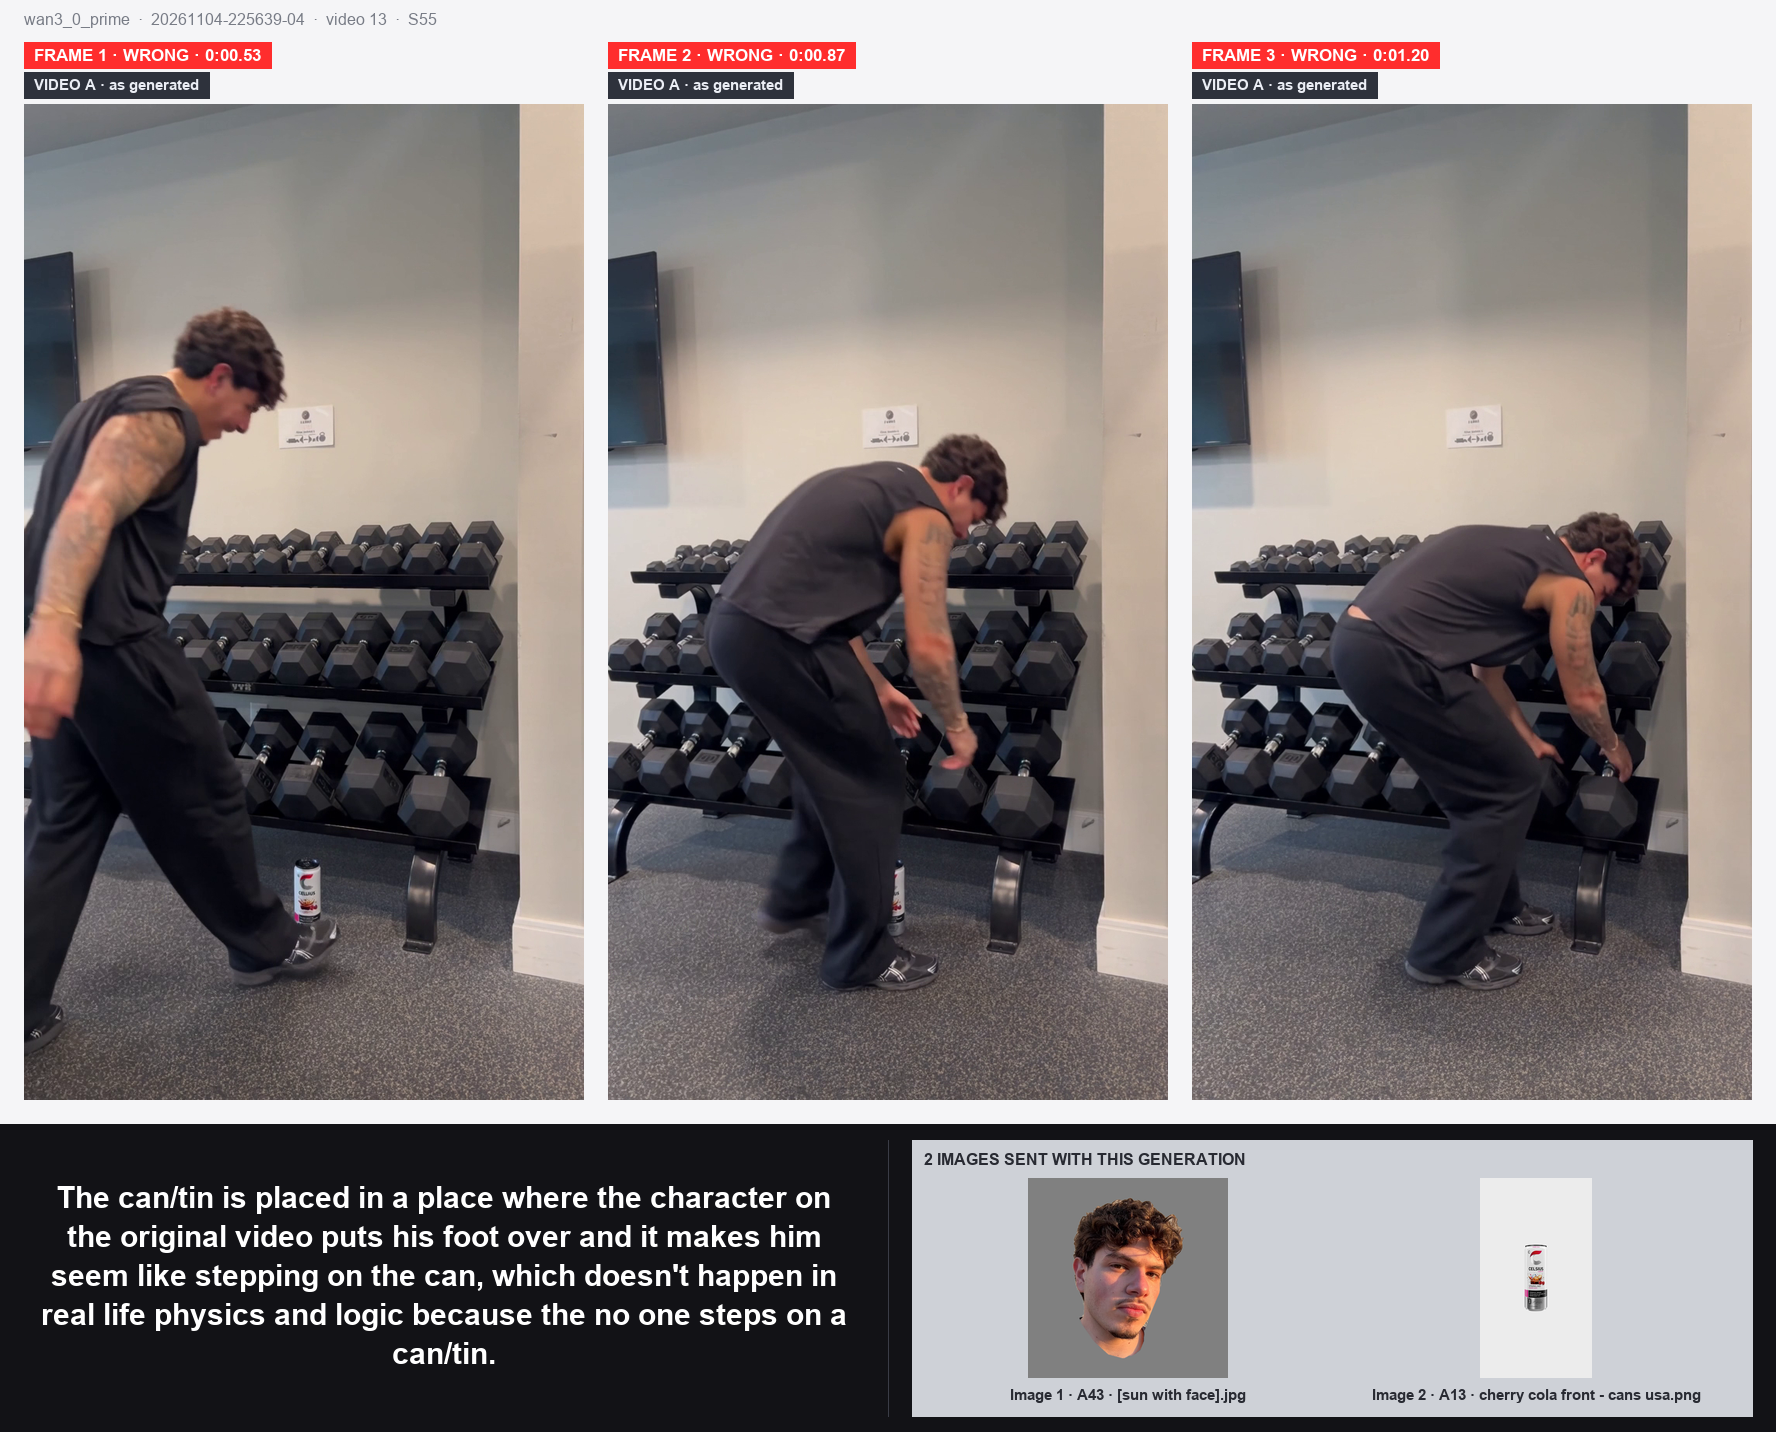 wan3_0_prime · 20261104-225639-04 · video 13 · S55
FRAME 1 · WRONG · 0:00.53
VIDEO A · as generated
FRAME 2 · WRONG · 0:00.87
VIDEO A · as generated
FRAME 3 · WRONG · 0:01.20
VIDEO A · as generated
CELSIUS
The can/tin is placed in a place where the character on
the original video puts his foot over and it makes him
seem like stepping on the can, which doesn't happen in
real life physics and logic because the no one steps on a
can/tin.
2 IMAGES SENT WITH THIS GENERATION
CELSIUS
Image 1 · A43 · [sun with face].jpg
Image 2 · A13 · cherry cola front - cans usa.png